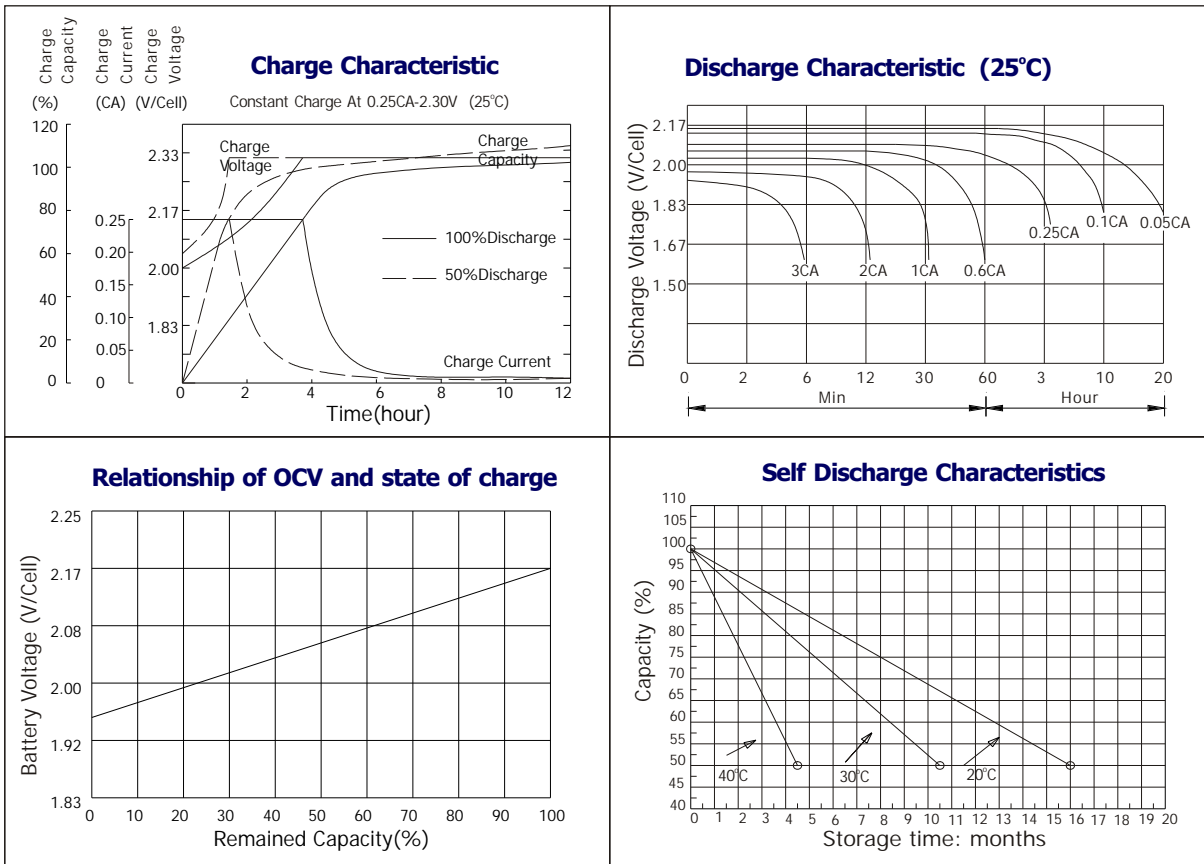 Charge Capacity
Charge Current
Charge Voltage
Charge Characteristic
(%)
(CA)
(V/Cell)
Constant Charge At 0.25CA-2.30V (25°C)
120
100
80
60
40
20
0
0.25
0.20
0.15
0.10
0.05
0
2.33
2.17
2.00
1.83
Charge Voltage
Charge Capacity
100%Discharge
50%Discharge
Charge Current
0 2 4 6 8 10 12
Time(hour)
Discharge Characteristic (25°C)
Discharge Voltage (V/Cell)
2.17
2.00
1.83
1.67
1.50
3CA
2CA
1CA
0.6CA
0.25CA
0.1CA
0.05CA
0 2 6 12 30 60 3 10 20
Min
Hour
Relationship of OCV and state of charge
Battery Voltage (V/Cell)
2.25
2.17
2.08
2.00
1.92
1.83
0 10 20 30 40 50 60 70 80 90 100
Remained Capacity(%)
Self Discharge Characteristics
Capacity (%)
110
105
100
95
90
85
80
75
70
65
60
55
50
45
40
40°C
30°C
20°C
0 1 2 3 4 5 6 7 8 9 10 11 12 13 14 15 16 17 18 19 20
Storage time: months